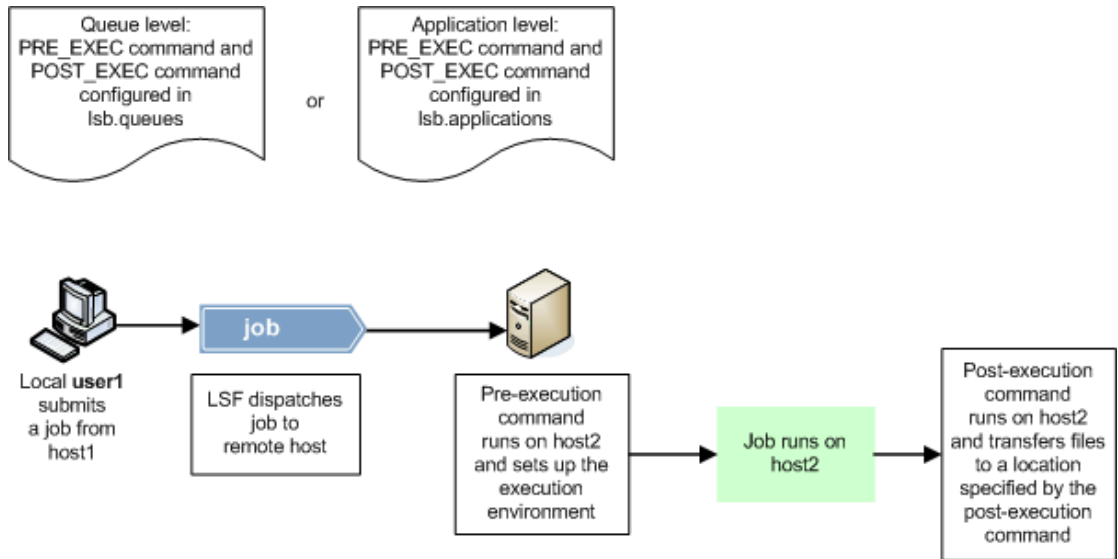 Queue level:
PRE_EXEC command and
POST_EXEC command
configured in
lsb.queues
or
Application level:
PRE_EXEC command and
POST_EXEC command
configured in
lsb.applications
Local user1
submits
a job from
host1
job
LSF dispatches
job to
remote host
Pre-execution
command
runs on host2
and sets up the
execution
environment
Job runs on
host2
Post-execution
command
runs on host2
and transfers files
to a location
specified by the
post-execution
command